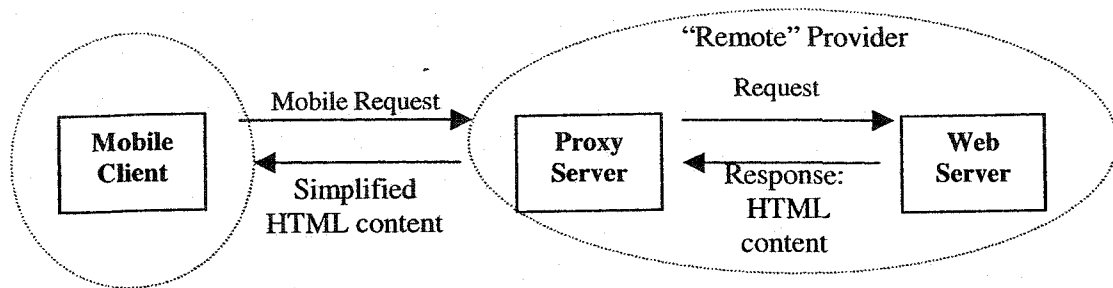 “Remote” Provider
Mobile Request
Request
Mobile
Client
Proxy
Server
Web
Server
Simplified
HTML content
Response:
HTML
content